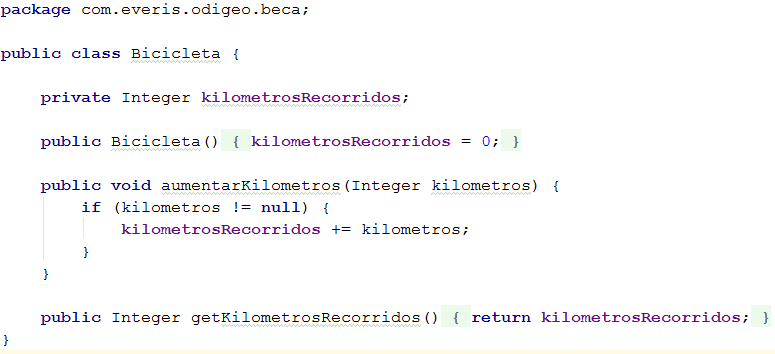 package com.everis.odigeo.beca;
public class Bicicleta {
private Integer kilometrosRecorridos;
public Bicicleta() { kilometrosRecorridos = 0; }
public void aumentarKilometros(Integer kilometros) {
if (kilometros != null) {
kilometrosRecorridos += kilometros;
}
}
public Integer getKilometrosRecorridos() { return kilometrosRecorridos; }
}